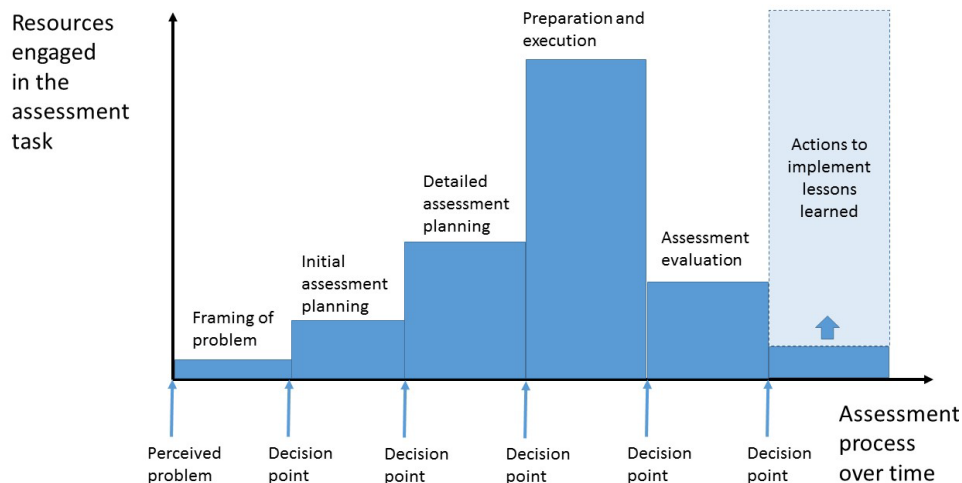 Resources
engaged
in the
assessment
task
Preparation and
execution
Actions to
implement
lessons
learned
Detailed
assessment
planning
Assessment
evaluation
Initial
assessment
planning
Framing of
problem
Perceived
problem
Decision
point
Decision
point
Decision
point
Decision
point
Decision
point
Assessment
process
over time